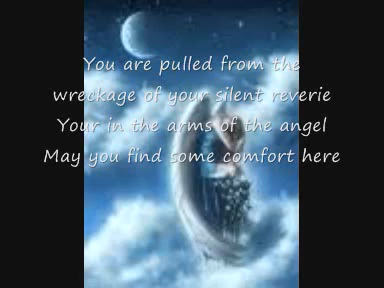 You are pulled from the
wreckage of your silent reverie
Your in the arms of the angel
May you find some comfort here